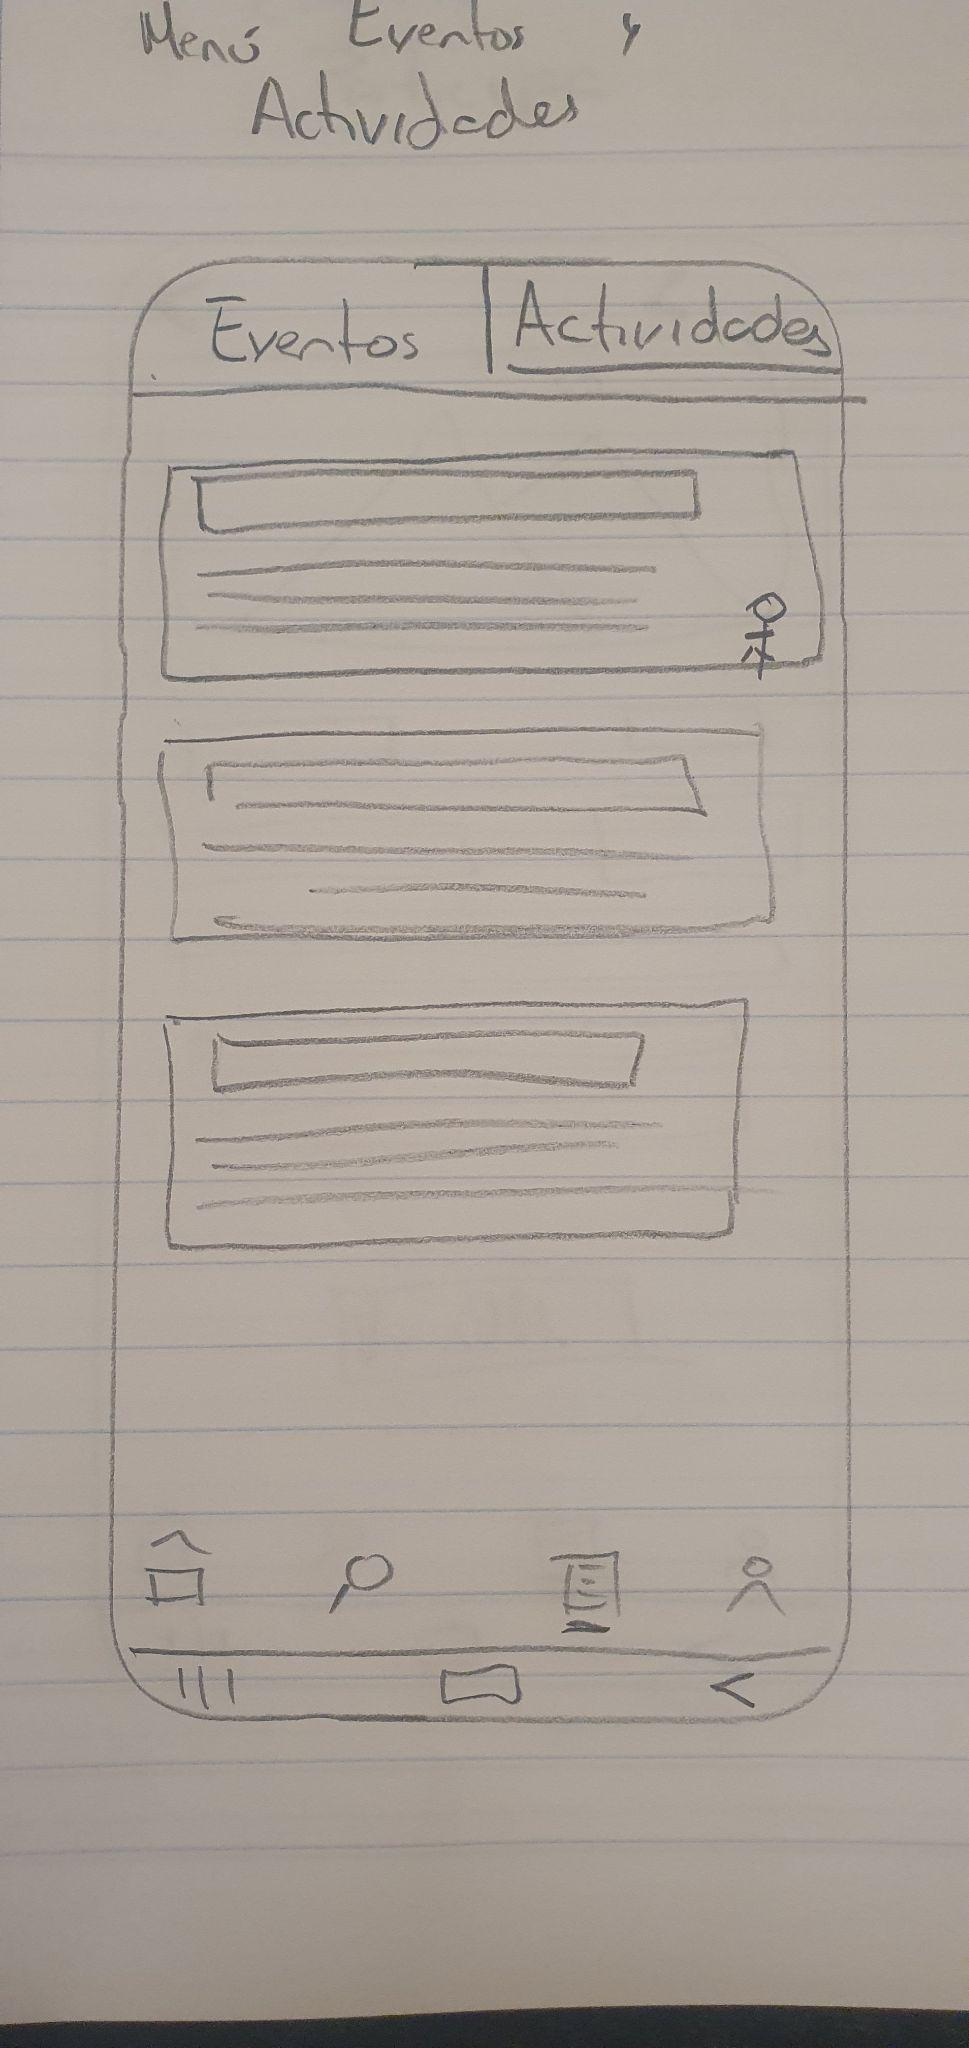 Menú Eventos y
Actividades
Eventos Actividades